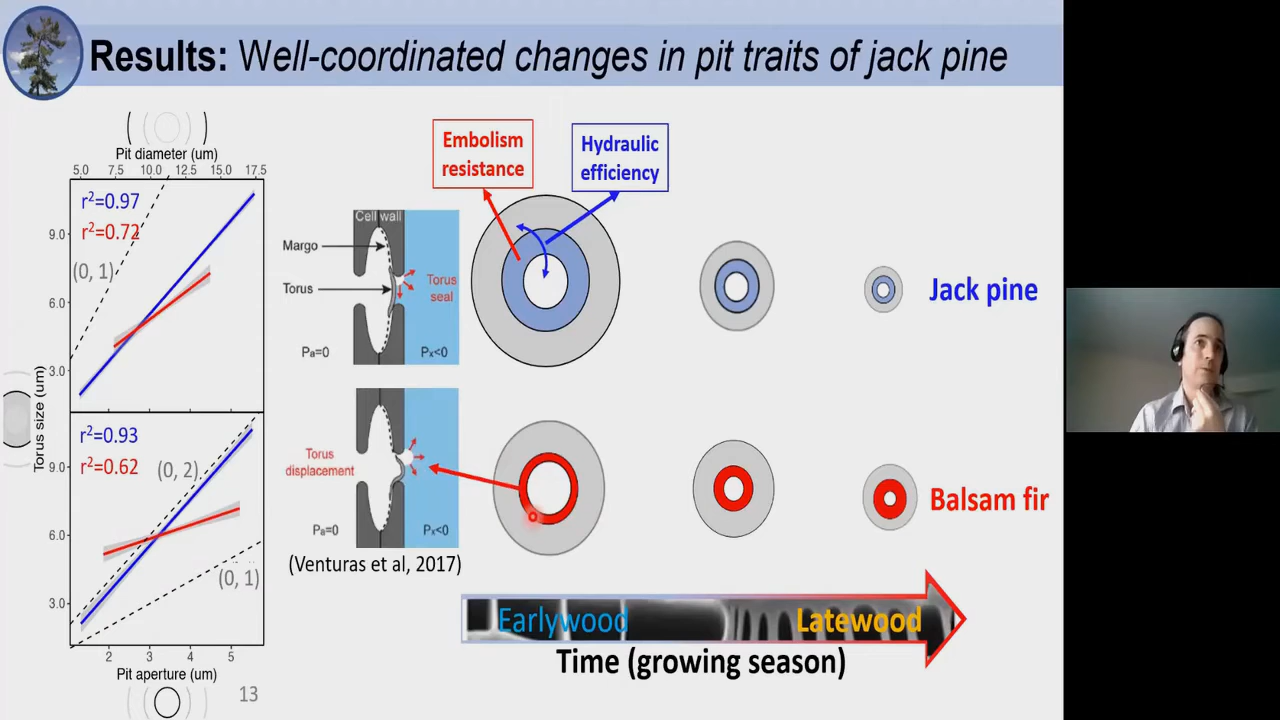 Results: Well-coordinated changes in pit traits of jack pine
Pit diameter (um)
5.0 7.5 10.0 12.5 15.0 17.5
r²=0.97
r²=0.72
(0, 1)
9.0
6.0
3.0
Torus size (um)
r²=0.93
r²=0.62
(0, 2)
(0, 1)
9.0
6.0
3.0
2 3 4 5
Pit aperture (um)
13
Embolism
resistance
Hydraulic
efficiency
Cell wall
Margo
Torus
Torus
seal
Pa=0
Px<0
Jack pine
Torus
displacement
Pa=0
Px<0
(Venturas et al, 2017)
Balsam fir
Earlywood
Latewood
Time (growing season)